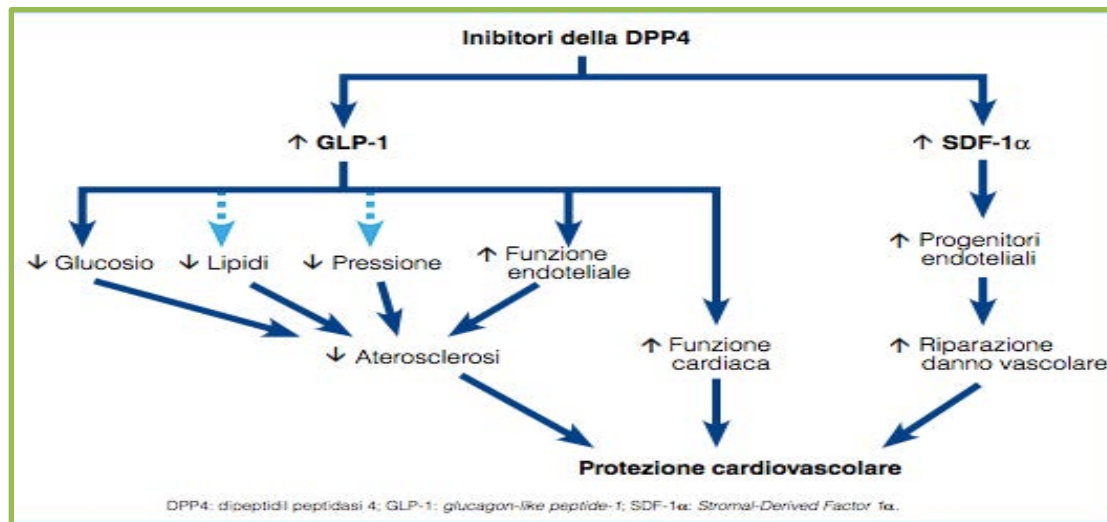 Inibitori della DPP4
↑ GLP-1
↑ SDF-1α
↓ Glucosio
↓ Lipidi
↓ Pressione
↑ Funzione
endoteliale
↑ Progenitori
endoteliali
↓ Aterosclerosi
↑ Funzione
cardiaca
↑ Riparazione
danno vascolare
Protezione cardiovascolare
DPP4: dipeptidil peptidasi 4; GLP-1: glucagon-like peptide-1; SDF-1α: Stromal-Derived Factor 1α.